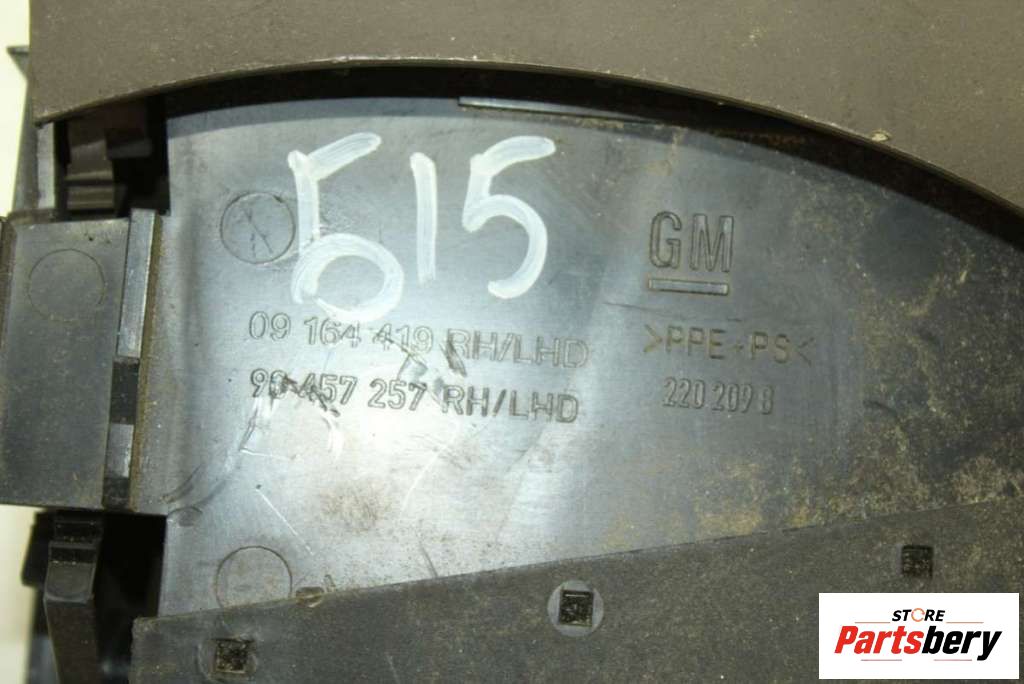 515
GM
09 164 419 RH/LHD
>PPE+PS<
90 457 257 RH/LHD
220 209 8
STORE
Partsbery